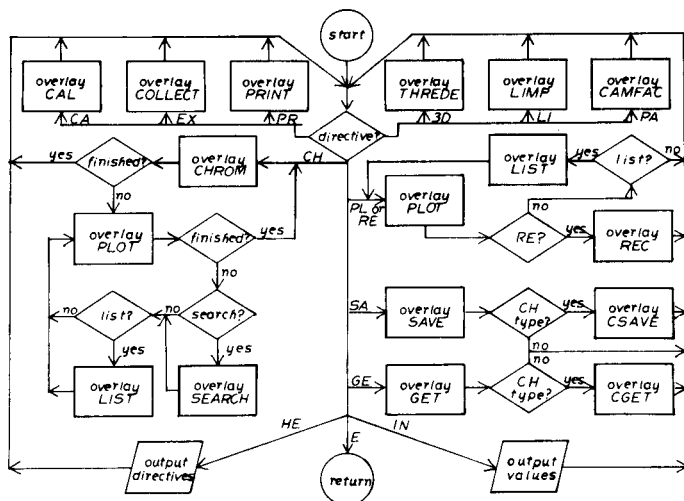 start
overlay
CAL
overlay
COLLECT
overlay
PRINT
overlay
THREDE
overlay
LIMP
overlay
CAMFAC
CA
EX
PR
directive?
3D
LI
PA
yes
finished?
overlay
CHROM
CH
overlay
LIST
yes
list?
no
no
PL or
RE
overlay
PLOT
no
overlay
PLOT
finished?
yes
RE?
yes
overlay
REC
no
no
list?
no
search?
SA
overlay
SAVE
CH
type?
yes
overlay
CSAVE
yes
yes
no
no
overlay
LIST
overlay
SEARCH
GE
overlay
GET
CH
type?
yes
overlay
CGET
HE
IN
E
output
directives
return
output
values